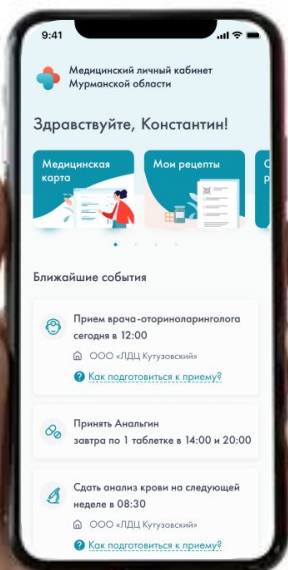 9:41
Медицинский личный кабинет
Мурманской области
Здравствуйте, Константин!
Медицинская
карта
Мои рецепты
Ближайшие события
Прием врача-оториноларинголога
сегодня в 12:00
ООО «ЛДЦ Кутузовский»
Как подготовиться к приему?
Принять Анальгин
завтра по 1 таблетке в 14:00 и 20:00
Сдать анализ крови на следующей
неделе в 08:30
ООО «ЛДЦ Кутузовский»
Как подготовиться к приему?